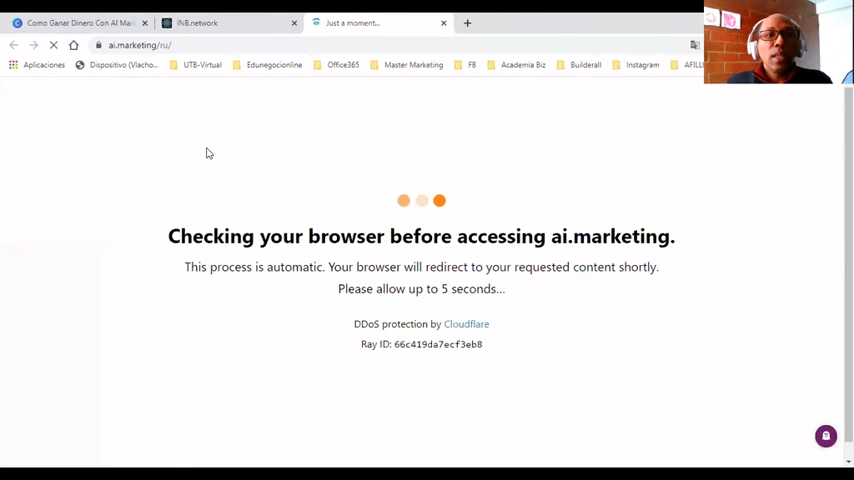 Como Ganar Dinero Con AI Mark
INB.network
Just a moment...
ai.marketing/ru/
Aplicaciones
Dispositivo (Vlacho...
UTB-Virtual
Edunegocionline
Office365
Master Marketing
FB
Academia Biz
Builderall
Instagram
AFILI
Checking your browser before accessing ai.marketing.
This process is automatic. Your browser will redirect to your requested content shortly.
Please allow up to 5 seconds...
DDoS protection by Cloudflare
Ray ID: 66c419da7ecf3eb8